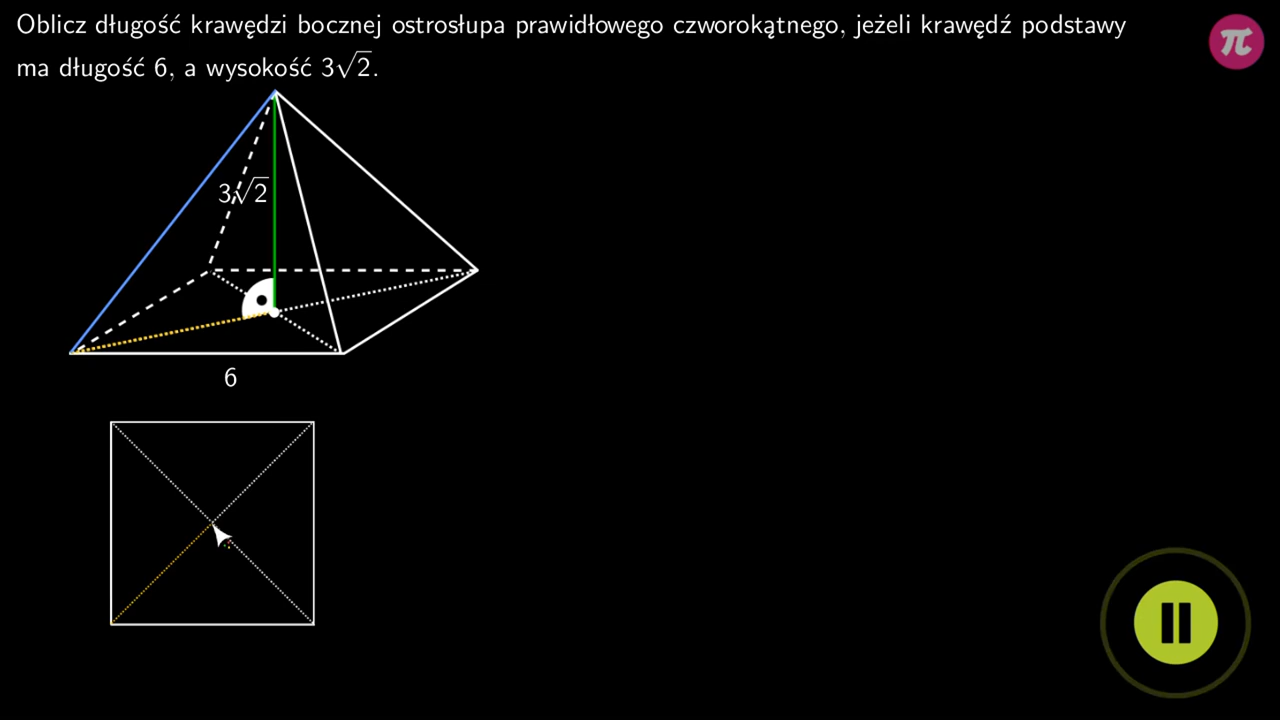 Oblicz długość krawędzi bocznej ostrosłupa prawidłowego czworokątnego, jeżeli krawędź podstawy
ma długość 6, a wysokość 3√2.
π
3√2
6